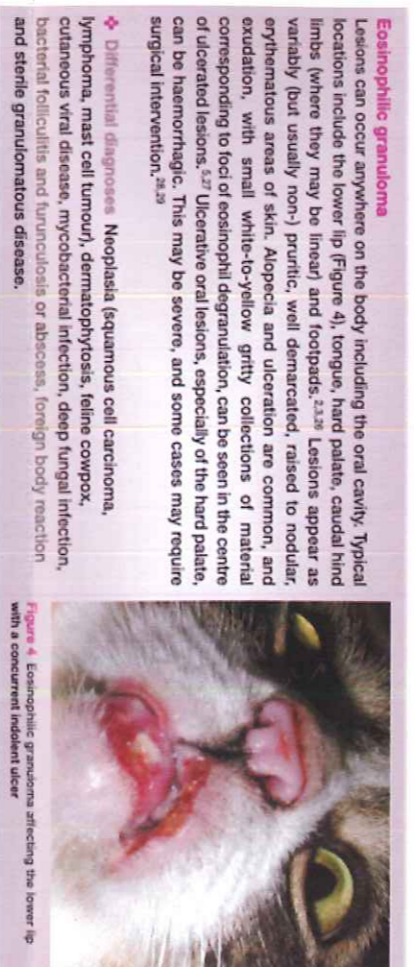 Eosinophilic granuloma
Lesions can occur anywhere on the body including the oral cavity. Typical
locations include the lower lip (Figure 4), tongue, hard palate, caudal hind
limbs (where they may be linear) and footpads.2,3,26 Lesions appear as
variably (but usually non-) pruritic, well demarcated, raised to nodular,
erythematous areas of skin. Alopecia and ulceration are common, and
exudation, with small white-to-yellow gritty collections of material
corresponding to foci of eosinophil degranulation, can be seen in the centre
of ulcerated lesions.5,27 Ulcerative oral lesions, especially of the hard palate,
can be haemorrhagic. This may be severe, and some cases may require
surgical intervention.28,29
❖ Differential diagnoses Neoplasia (squamous cell carcinoma,
lymphoma, mast cell tumour), dermatophytosis, feline cowpox,
cutaneous viral disease, mycobacterial infection, deep fungal infection,
bacterial folliculitis and furunculosis or abscess, foreign body reaction
and sterile granulomatous disease.
Figure 4 Eosinophilic granuloma affecting the lower lip
with a concurrent indolent ulcer